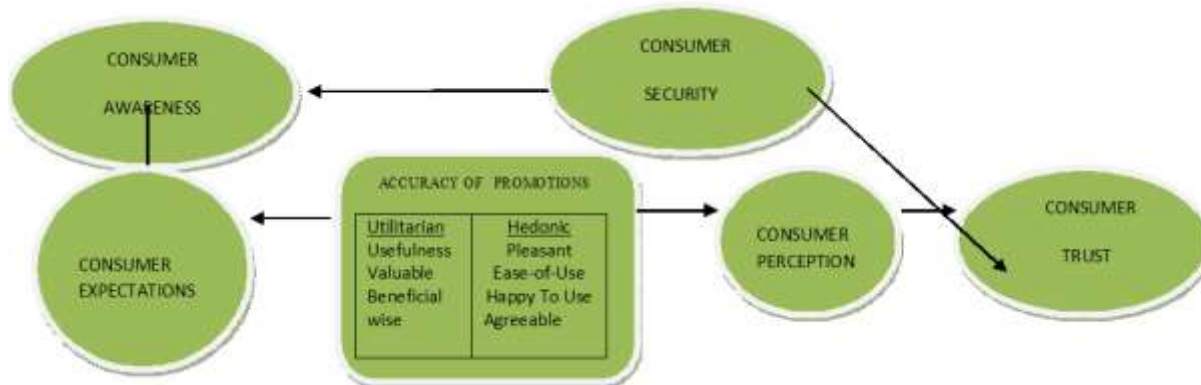 CONSUMER
AWARENESS
CONSUMER
SECURITY
ACCURACY OF PROMOTIONS
Utilitarian
Usefulness
Valuable
Beneficial
wise
Hedonic
Pleasant
Ease-of-Use
Happy To Use
Agreeable
CONSUMER
EXPECTATIONS
CONSUMER
PERCEPTION
CONSUMER
TRUST